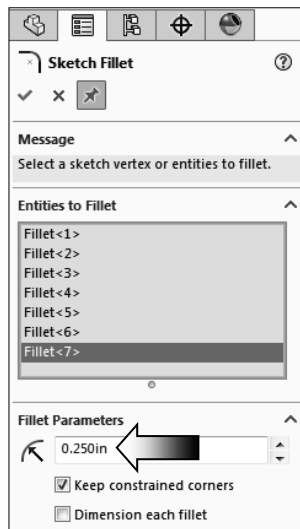 Sketch Fillet
Message
Select a sketch vertex or entities to fillet.
Entities to Fillet
Fillet<1>
Fillet<2>
Fillet<3>
Fillet<4>
Fillet<5>
Fillet<6>
Fillet<7>
Fillet Parameters
0.250in
Keep constrained corners
Dimension each fillet